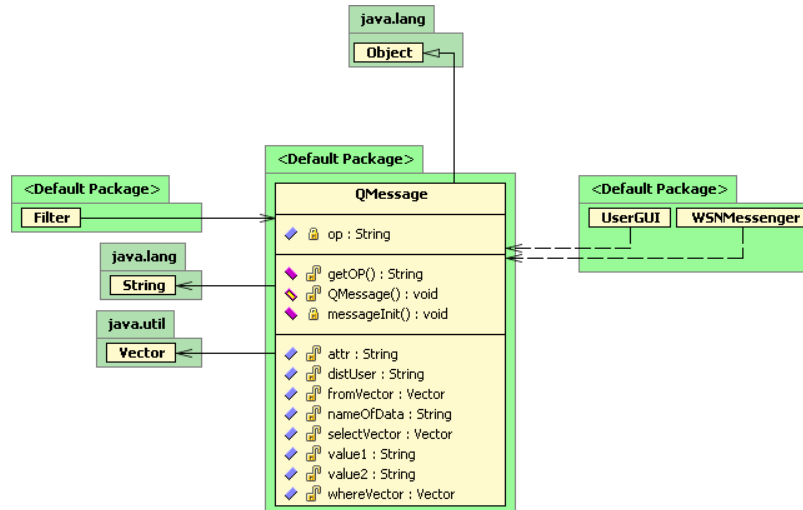 java.lang
Object
<Default Package>
QMessage
<Default Package>
Filter
<Default Package>
UserGUI
WSNMessenger
op : String
java.lang
String
getOP() : String
QMessage() : void
messageInit() : void
java.util
Vector
attr : String
distUser : String
fromVector : Vector
nameOfData : String
selectVector : Vector
value1 : String
value2 : String
whereVector : Vector